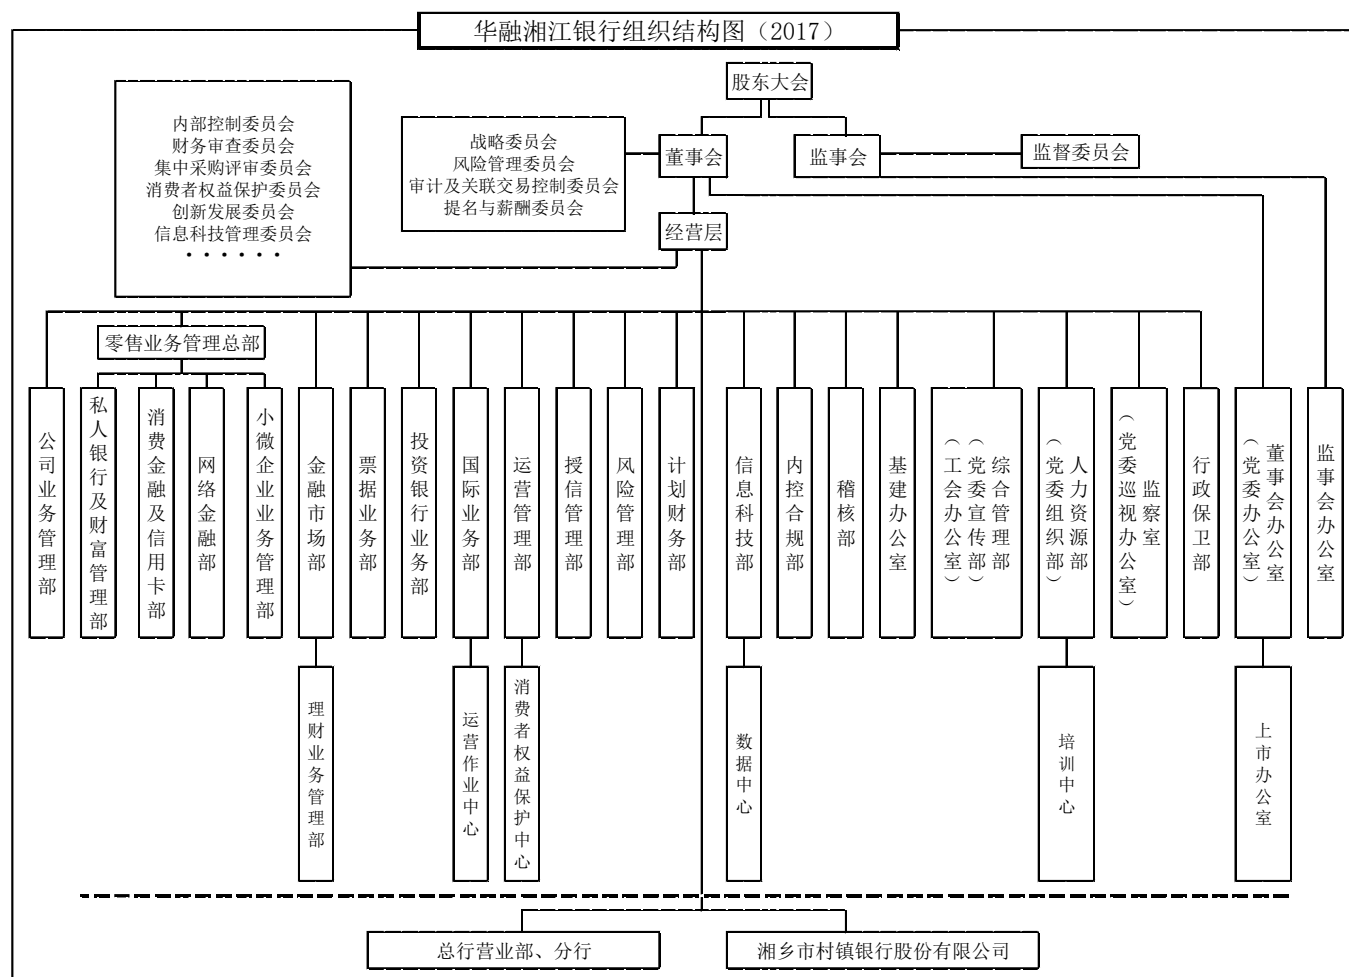 华融湘江银行组织结构图（2017）
股东大会
内部控制委员会
财务审查委员会
集中采购评审委员会
消费者权益保护委员会
创新发展委员会
信息科技管理委员会
······
战略委员会
风险管理委员会
审计及关联交易控制委员会
提名与薪酬委员会
董事会
监事会
监督委员会
经营层
零售业务管理总部
公司业务管理部
私人银行及财富管理部
消费金融及信用卡部
网络金融部
小微企业业务管理部
金融市场部
票据业务部
投资银行业务部
国际业务部
运营管理部
授信管理部
风险管理部
计划财务部
信息科技部
内控合规部
稽核部
基建办公室
综合管理部
（党委宣传部）
（工会办公室）
人力资源部
（党委组织部）
监察室
（党委巡视办公室）
行政保卫部
董事会办公室
（党委办公室）
监事会办公室
理财业务管理部
运营作业中心
消费者权益保护中心
数据中心
培训中心
上市办公室
总行营业部、分行
湘乡市村镇银行股份有限公司